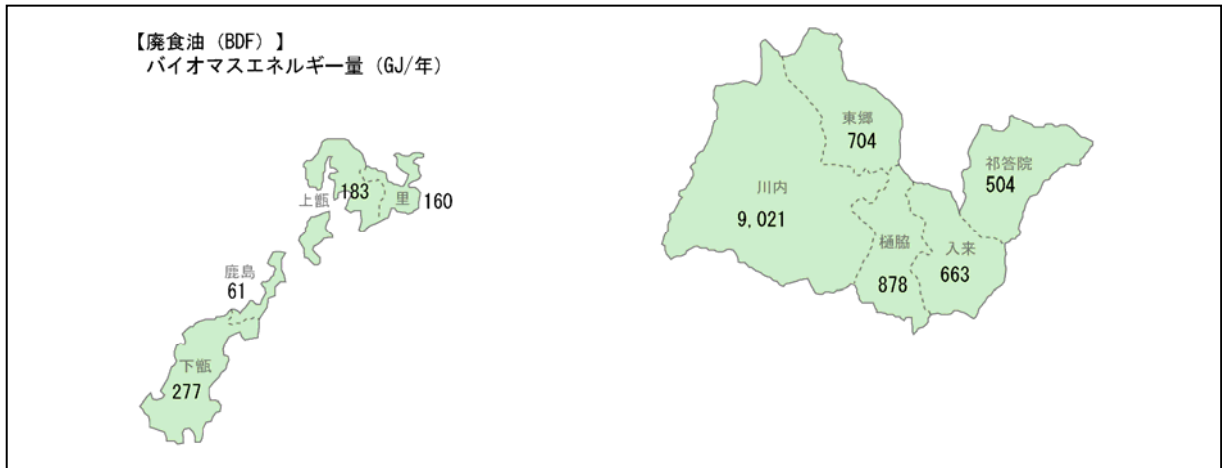 【廃食油（BDF）】
バイオマスエネルギー量（GJ/年）
東郷
704
祁答院
504
川内
9,021
上甑
183
里
160
樋脇
878
入来
663
鹿島
61
下甑
277